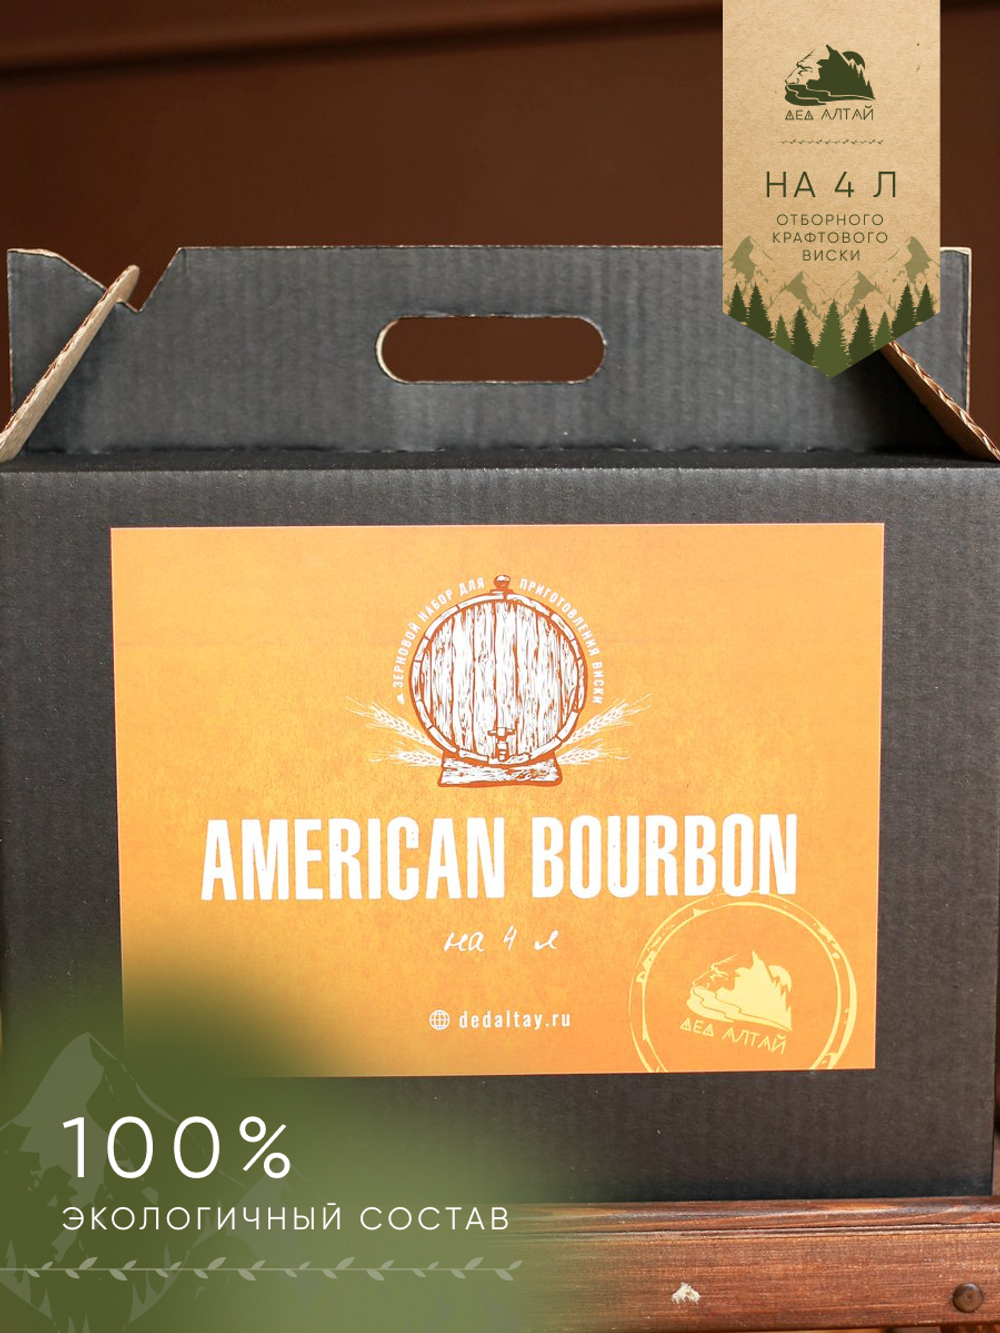 ДЕД АЛТАЙ
НА 4 Л
ОТБОРНОГО
КРАФТОВОГО
ВИСКИ
ЗЕРНОВОЙ НАБОР ДЛЯ ПРИГОТОВЛЕНИЯ ВИСКИ
AMERICAN BOURBON
на 4 л
dedaltay.ru
ДЕД АЛТАЙ
100%
ЭКОЛОГИЧНЫЙ СОСТАВ